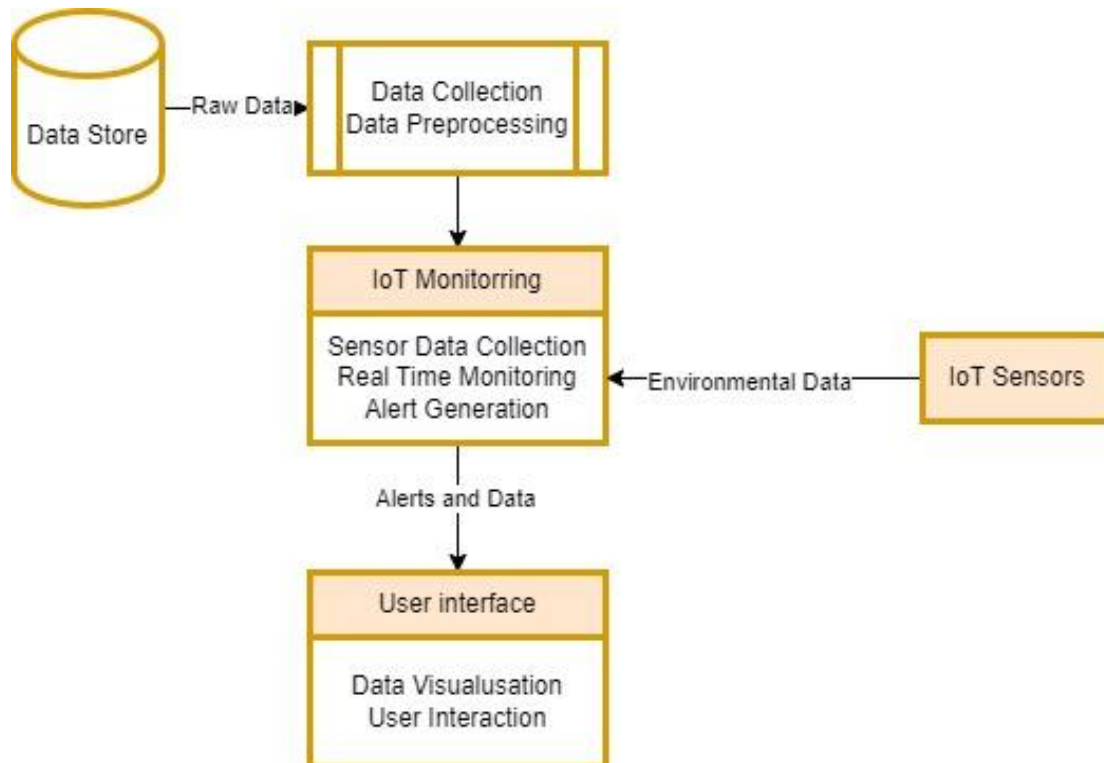 Data Store
Raw Data
Data Collection
Data Preprocessing
IoT Monitorring
Sensor Data Collection
Real Time Monitoring
Alert Generation
Environmental Data
IoT Sensors
Alerts and Data
User interface
Data Visualusation
User Interaction